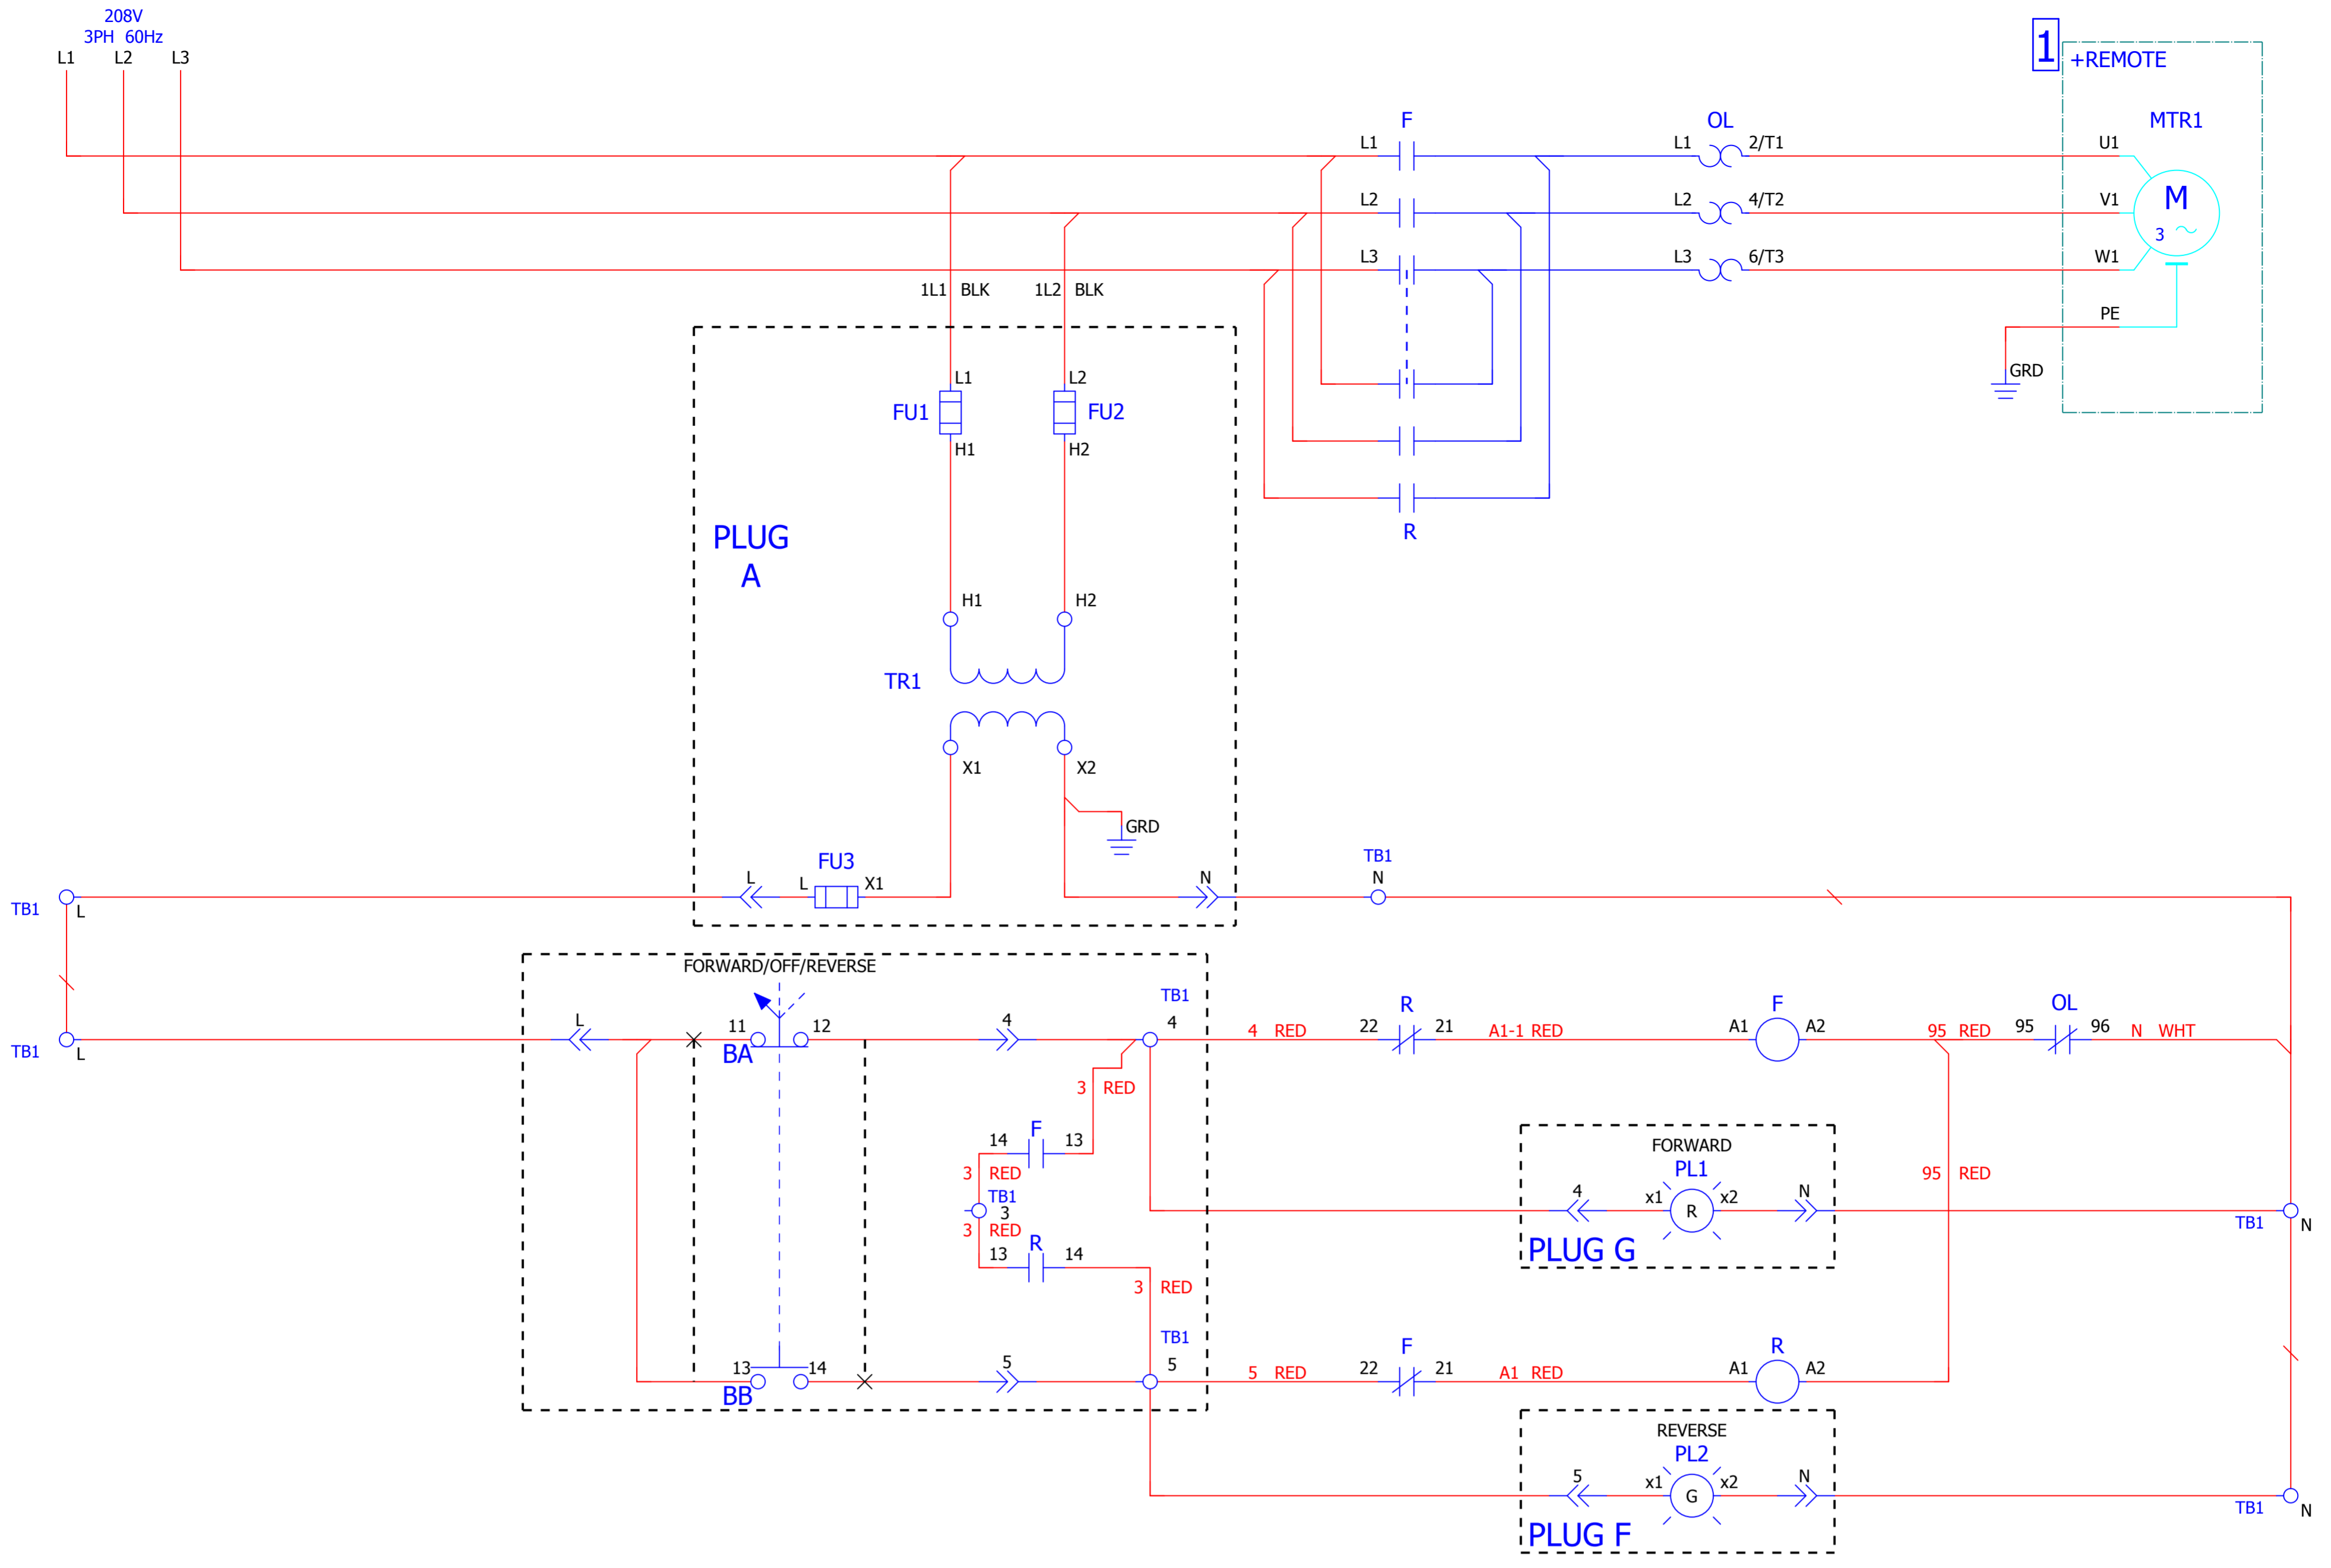 208V
3PH 60Hz
L1 L2 L3
1 +REMOTE
F OL MTR1
L1 L1 2/T1 U1
L2 L2 4/T2 V1
M
3
L3 L3 6/T3 W1
1L1 BLK 1L2 BLK
PE
GRD
L1 L2
FU1 FU2
H1 H2
R
PLUG
A
H1 H2
TR1
X1 X2
GRD
FU3
L L X1 N
TB1
N
TB1 L
FORWARD/OFF/REVERSE
L 11 12 4
BA
TB1
4
R F OL
4 RED 22 21 A1-1 RED A1 A2 95 RED 95 96 N WHT
TB1 L
3 RED
F
14 13
3 RED
TB1
3
3 RED
R
13 14
3 RED
FORWARD
PL1
4 x1 R x2 N
PLUG G
95 RED
TB1 N
13 14 5
BB
TB1
5
F R
5 RED 22 21 A1 RED A1 A2
REVERSE
PL2
5 x1 G x2 N
PLUG F
TB1 N